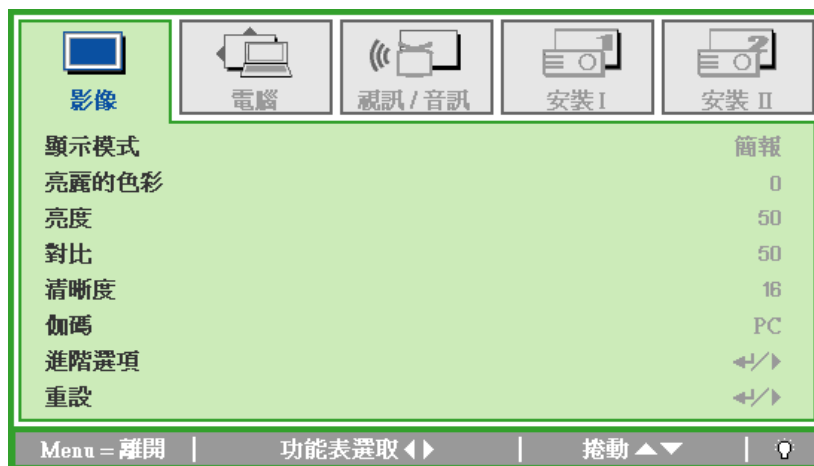 影像 電腦 視訊 / 音訊 安裝 I 安裝 II
顯示模式 簡報
亮麗的色彩 0
亮度 50
對比 50
清晰度 16
伽碼 PC
進階選項
重設
Menu = 離開 功能表選取 捲動